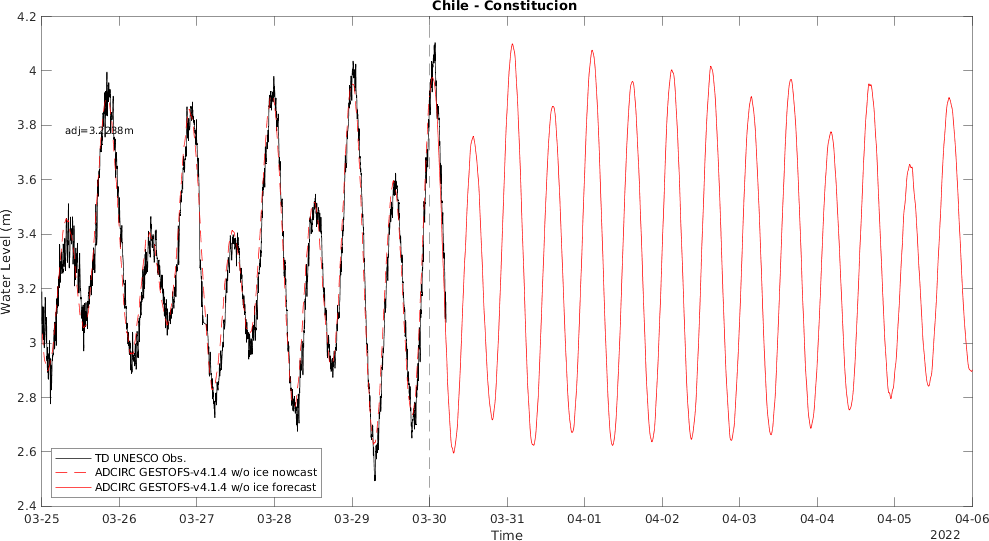 Chile - Constitucion
4.2
4
3.8
3.6
3.4
3.2
3
2.8
2.6
2.4
Water Level (m)
adj=3.2238m
TD UNESCO Obs.
ADCIRC GESTOFS-v4.1.4 w/o ice nowcast
ADCIRC GESTOFS-v4.1.4 w/o ice forecast
03-25 03-26 03-27 03-28 03-29 03-30 03-31 04-01 04-02 04-03 04-04 04-05 04-06
Time
2022